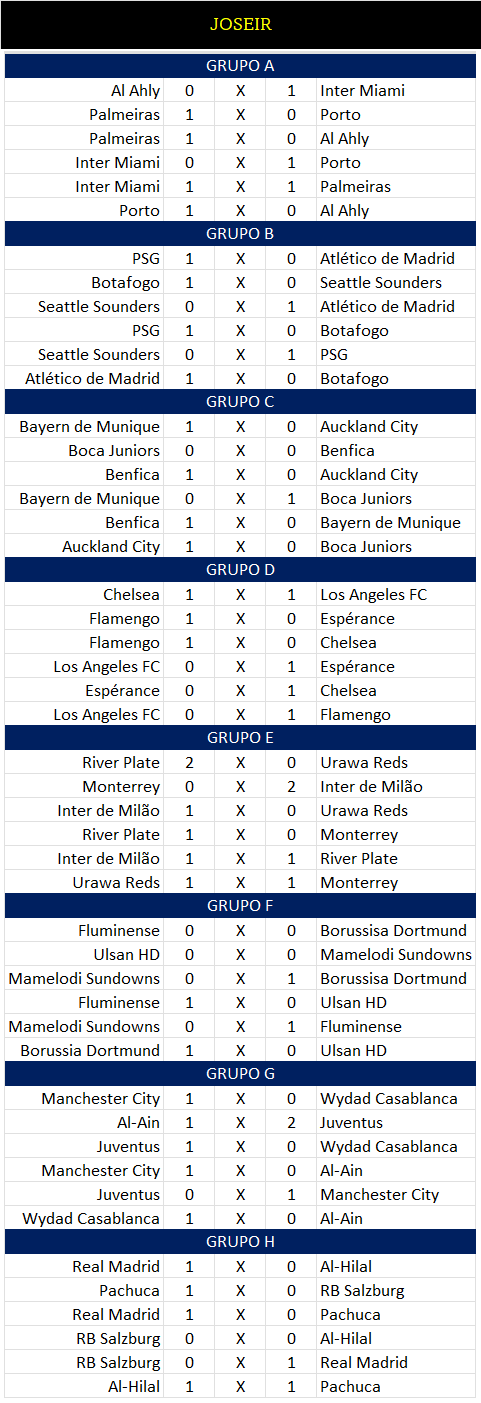 JOSEIR
GRUPO A
Al Ahly 0 X 1 Inter Miami
Palmeiras 1 X 0 Porto
Palmeiras 1 X 0 Al Ahly
Inter Miami 0 X 1 Porto
Inter Miami 1 X 1 Palmeiras
Porto 1 X 0 Al Ahly
GRUPO B
PSG 1 X 0 Atlético de Madrid
Botafogo 1 X 0 Seattle Sounders
Seattle Sounders 0 X 1 Atlético de Madrid
PSG 1 X 0 Botafogo
Seattle Sounders 0 X 1 PSG
Atlético de Madrid 1 X 0 Botafogo
GRUPO C
Bayern de Munique 1 X 0 Auckland City
Boca Juniors 0 X 0 Benfica
Benfica 1 X 0 Auckland City
Bayern de Munique 0 X 1 Boca Juniors
Benfica 1 X 0 Bayern de Munique
Auckland City 1 X 0 Boca Juniors
GRUPO D
Chelsea 1 X 1 Los Angeles FC
Flamengo 1 X 0 Espérance
Flamengo 1 X 0 Chelsea
Los Angeles FC 0 X 1 Espérance
Espérance 0 X 1 Chelsea
Los Angeles FC 0 X 1 Flamengo
GRUPO E
River Plate 2 X 0 Urawa Reds
Monterrey 0 X 2 Inter de Milão
Inter de Milão 1 X 0 Urawa Reds
River Plate 1 X 0 Monterrey
Inter de Milão 1 X 1 River Plate
Urawa Reds 1 X 1 Monterrey
GRUPO F
Fluminense 0 X 0 Borussisa Dortmund
Ulsan HD 0 X 0 Mamelodi Sundowns
Mamelodi Sundowns 0 X 1 Borussisa Dortmund
Fluminense 1 X 0 Ulsan HD
Mamelodi Sundowns 0 X 1 Fluminense
Borussia Dortmund 1 X 0 Ulsan HD
GRUPO G
Manchester City 1 X 0 Wydad Casablanca
Al-Ain 1 X 2 Juventus
Juventus 1 X 0 Wydad Casablanca
Manchester City 1 X 0 Al-Ain
Juventus 0 X 1 Manchester City
Wydad Casablanca 1 X 0 Al-Ain
GRUPO H
Real Madrid 1 X 0 Al-Hilal
Pachuca 1 X 0 RB Salzburg
Real Madrid 1 X 0 Pachuca
RB Salzburg 0 X 0 Al-Hilal
RB Salzburg 0 X 1 Real Madrid
Al-Hilal 1 X 1 Pachuca